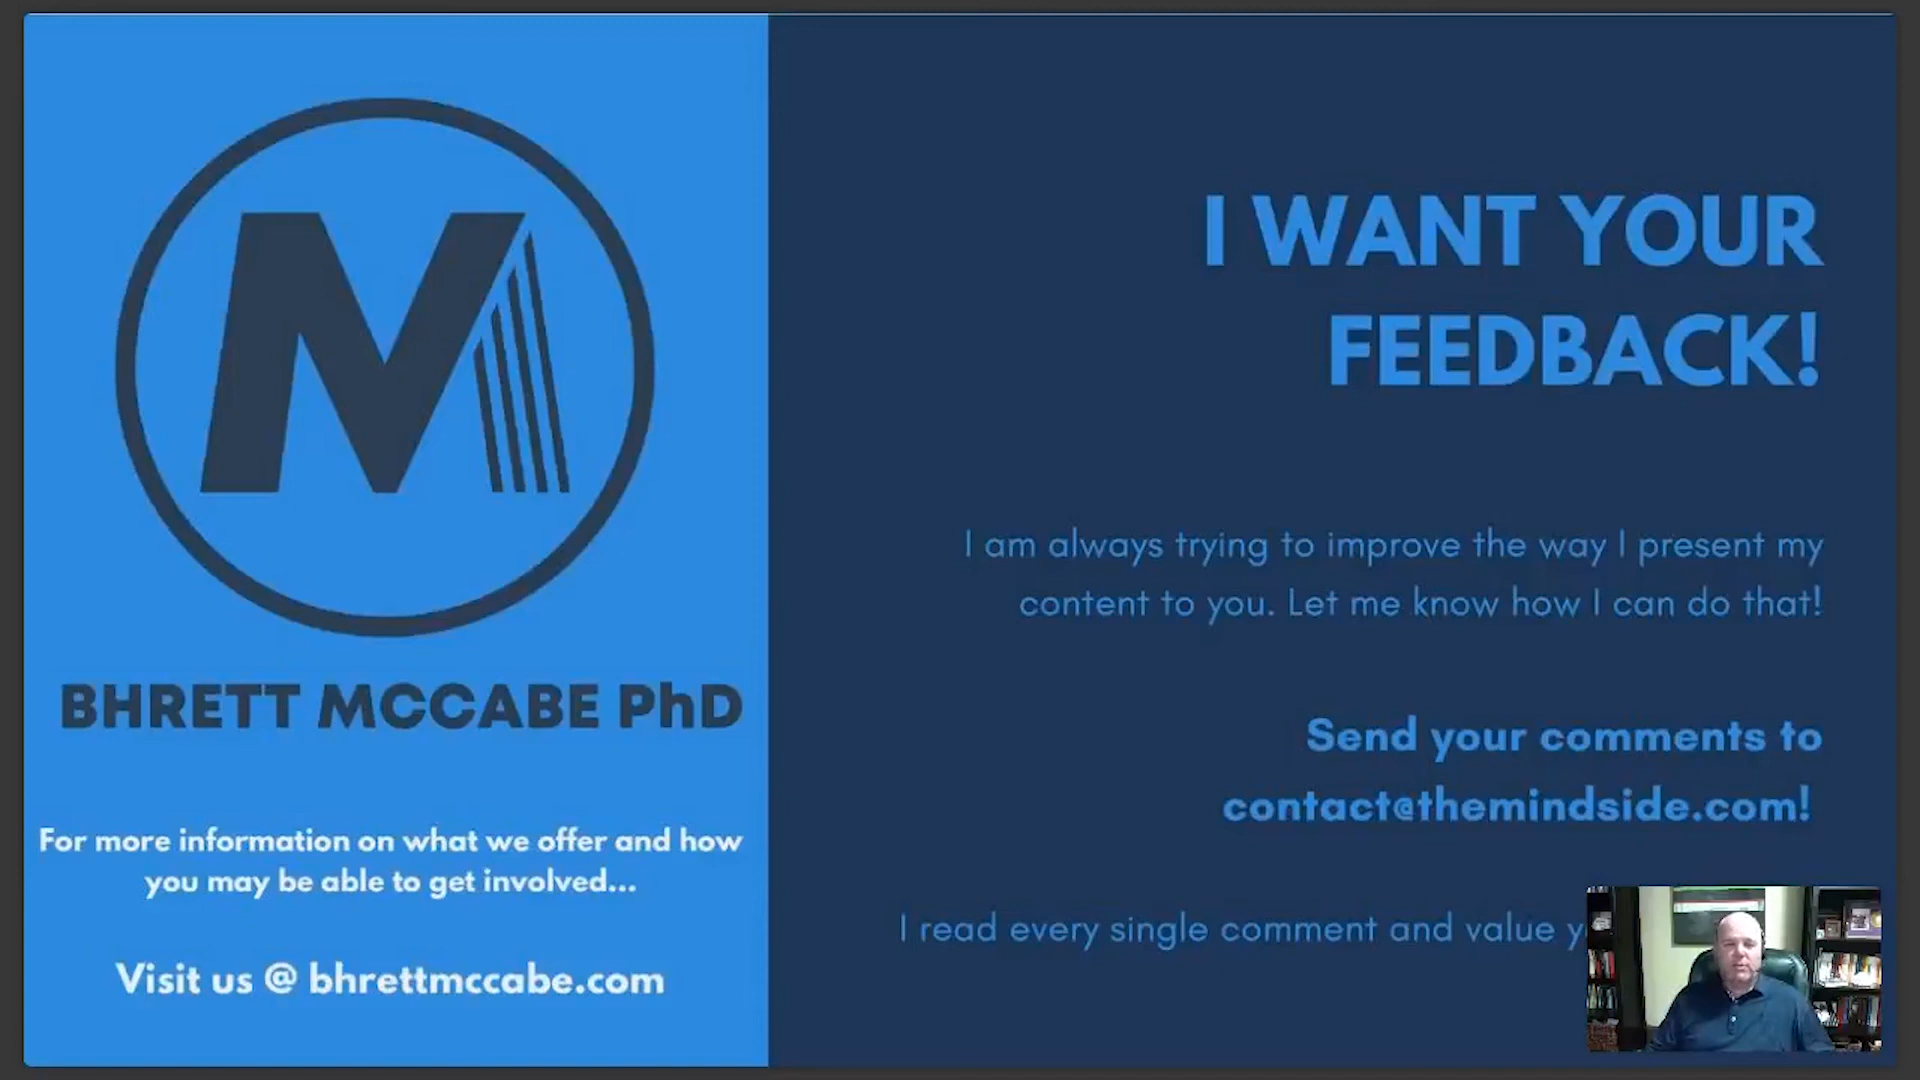 M
BHRETT MCCABE PhD
For more information on what we offer and how
you may be able to get involved...
Visit us @ bhrettmccabe.com
I WANT YOUR
FEEDBACK!
I am always trying to improve the way I present my
content to you. Let me know how I can do that!
Send your comments to
contact@themindside.com!
I read every single comment and value